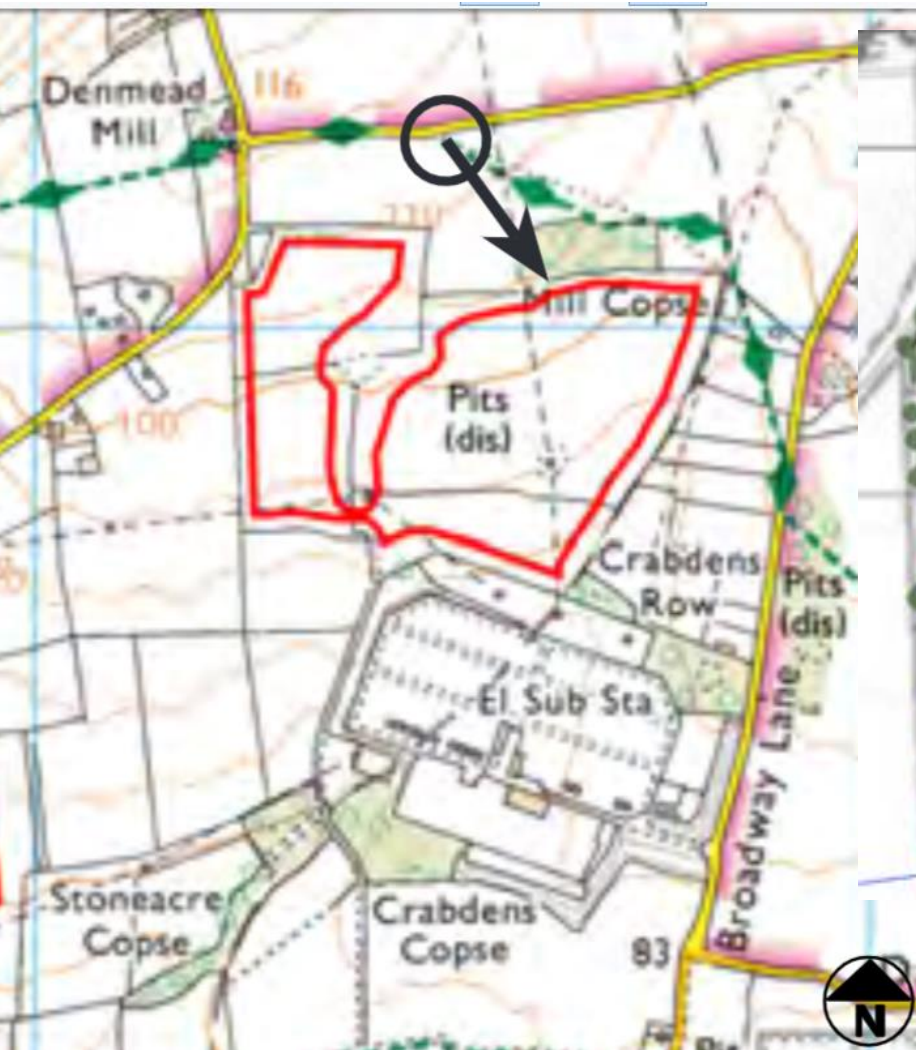 Denmead
Mill
116
110
Mill Copse
Pits
(dis)
100
Crabdens
Row
Pits
(dis)
El Sub Sta
Broadway Lane
Stoneacre
Copse
Crabdens
Copse
83
N